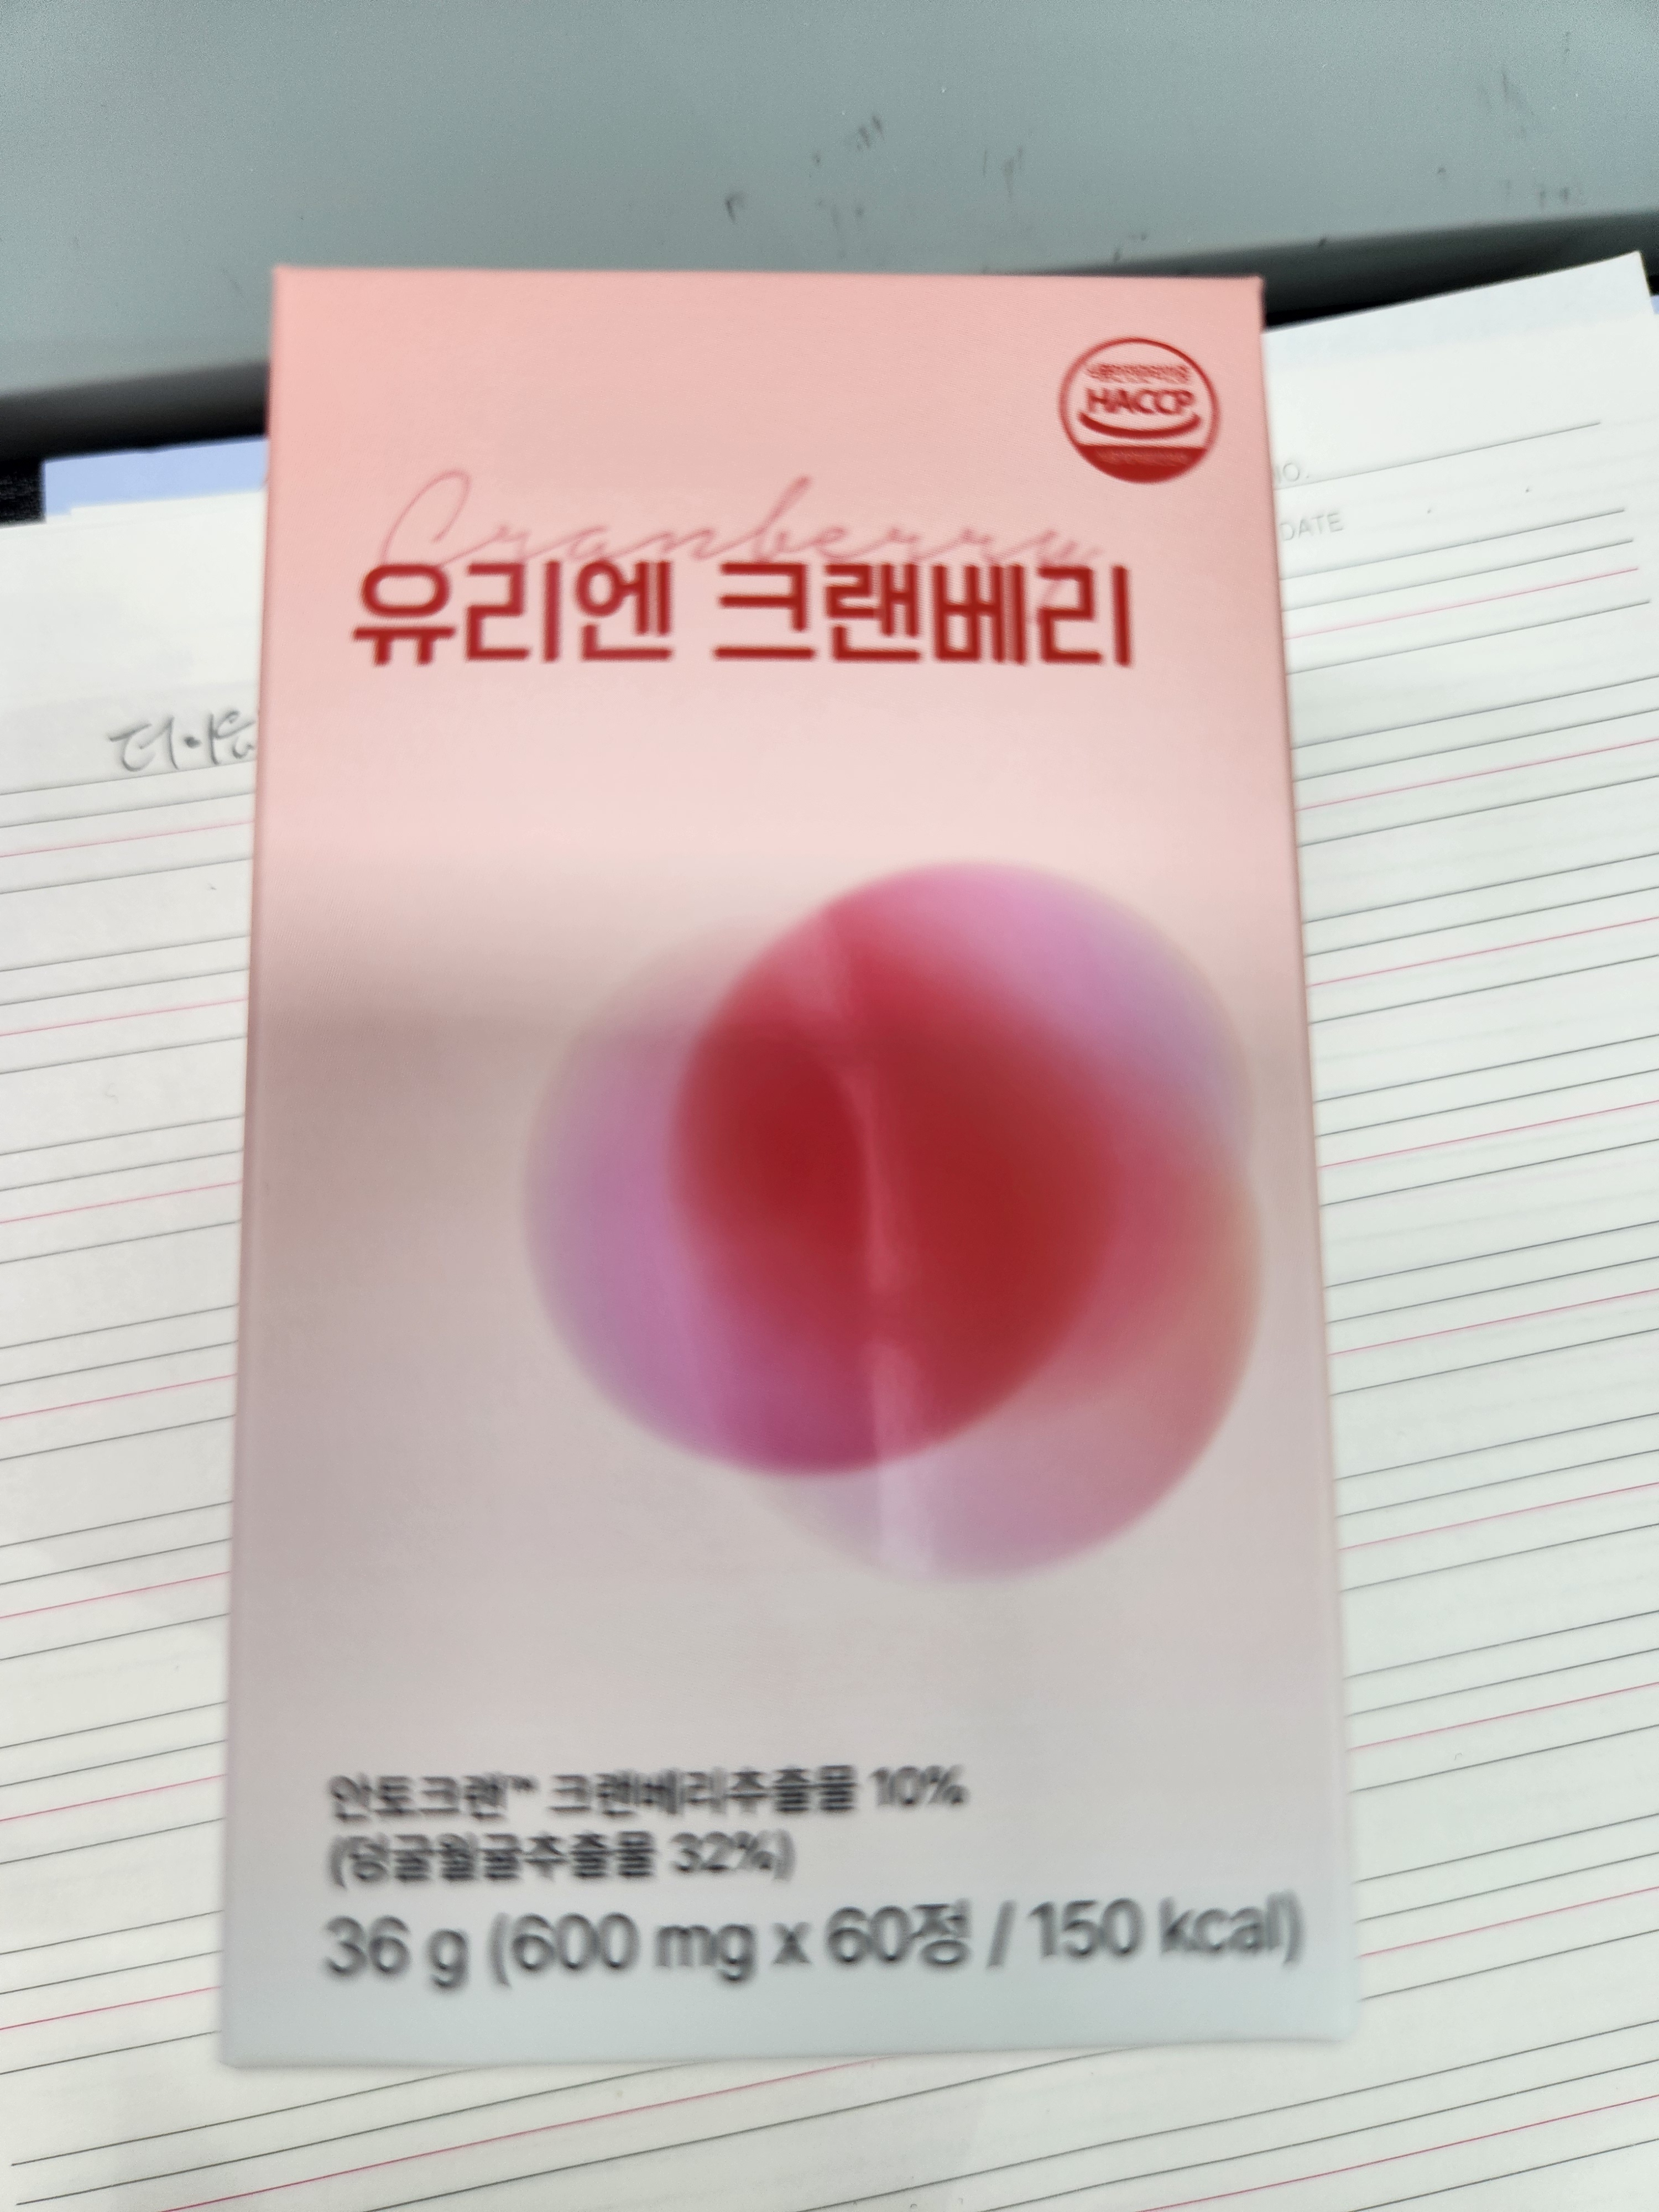 HACCP
Cranberry
유리엔 크랜베리
NO.
DATE
안토크랜™ 크랜베리추출물 10%
(덩굴월귤추출물 32%)
36 g (600 mg x 60정 / 150 kcal)